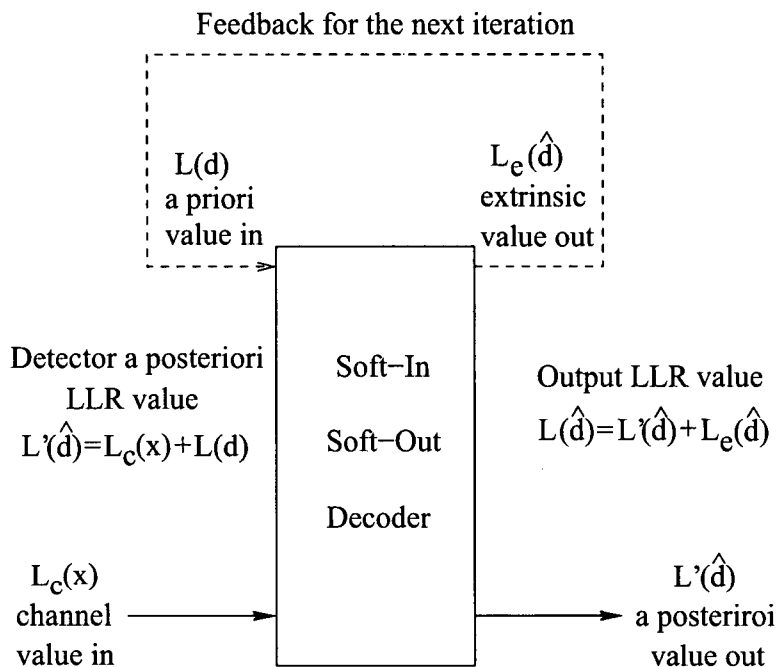 Feedback for the next iteration
L(d)
a priori
value in
L_e(d̂)
extrinsic
value out
Detector a posteriori
LLR value
L'(d̂)=L_c(x)+L(d)
Soft-In
Soft-Out
Decoder
Output LLR value
L(d̂)=L'(d̂)+L_e(d̂)
L_c(x)
channel
value in
L'(d̂)
a posteriroi
value out